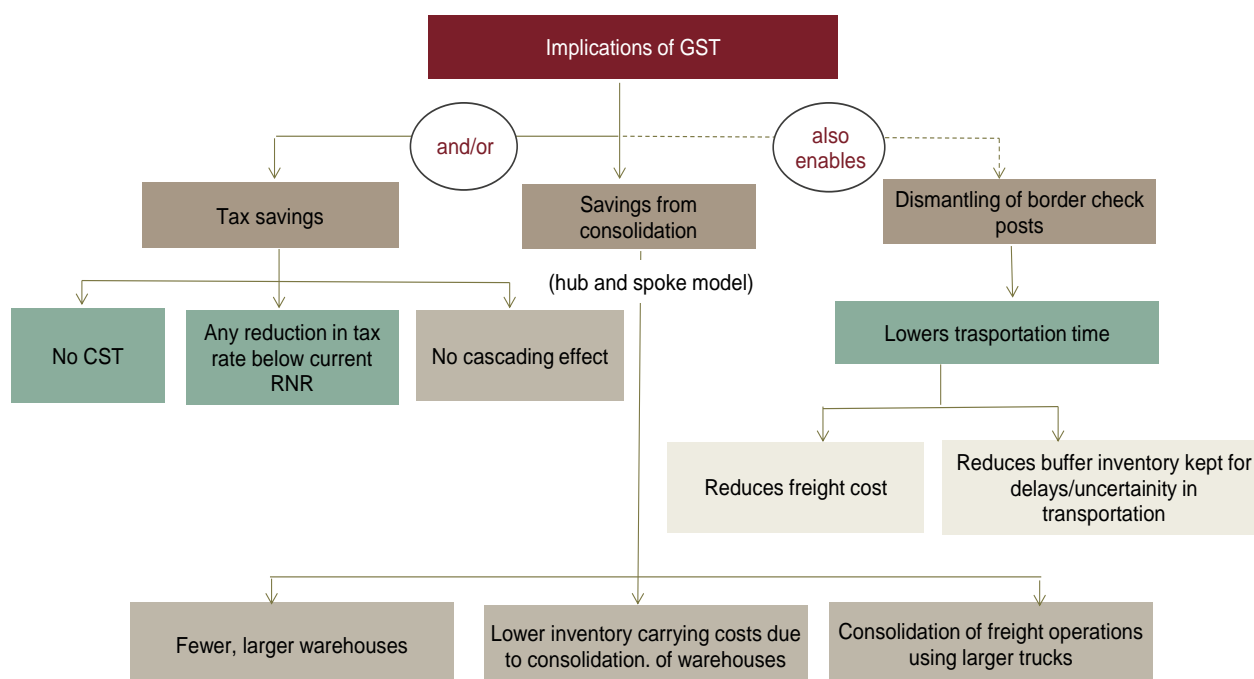 Implications of GST
and/or
also
enables
Tax savings
Savings from
consolidation
Dismantling of border check
posts
(hub and spoke model)
No CST
Any reduction in tax
rate below current
RNR
No cascading effect
Lowers trasportation time
Reduces freight cost
Reduces buffer inventory kept for
delays/uncertainity in
transportation
Fewer, larger warehouses
Lower inventory carrying costs due
to consolidation. of warehouses
Consolidation of freight operations
using larger trucks